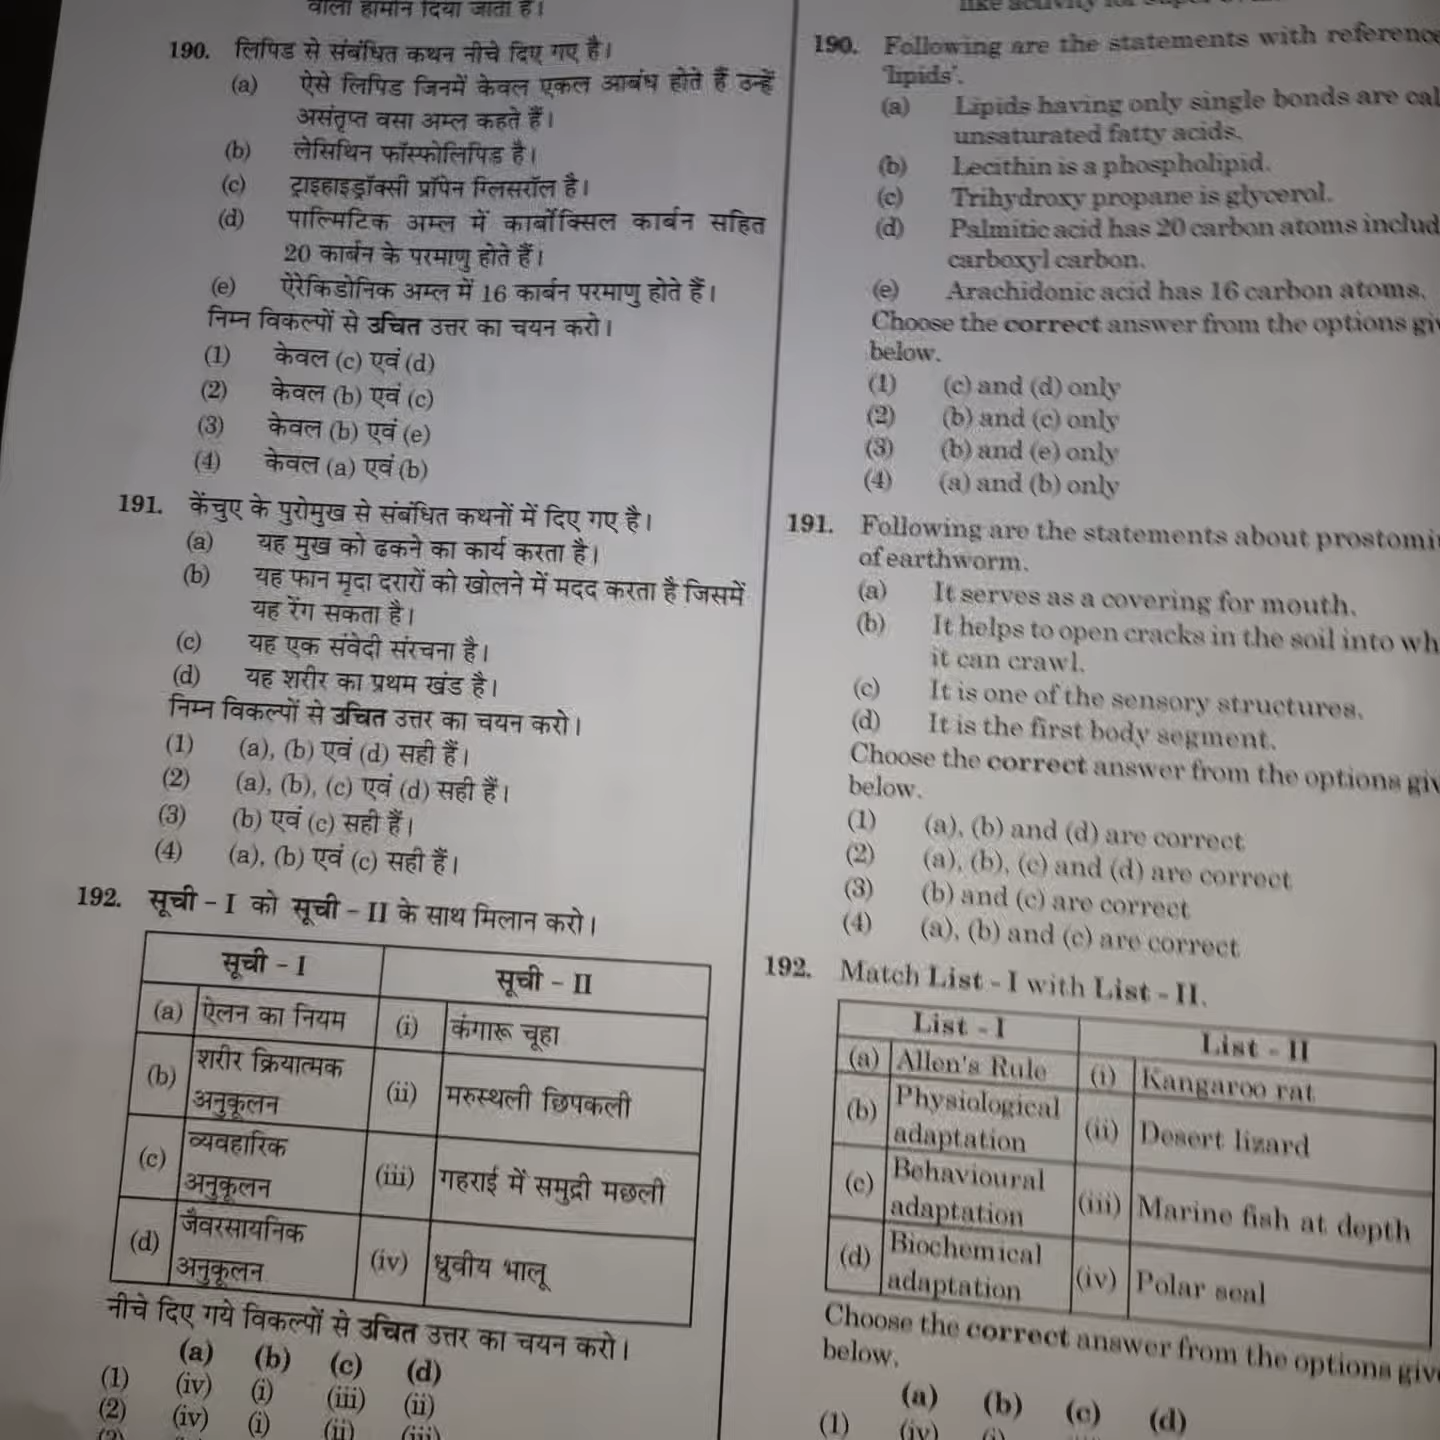 वाला हार्मोन दिया जाता है।
190. लिपिड से संबंधित कथन नीचे दिए गए है।
(a) ऐसे लिपिड जिनमें केवल एकल आबंध होते हैं उन्हें
असंतृप्त वसा अम्ल कहते हैं।
(b) लेसिथिन फॉस्फोलिपिड है।
(c) ट्राइहाइड्रॉक्सी प्रॉपेन ग्लिसरॉल है।
(d) पाल्मिटिक अम्ल में कार्बोक्सिल कार्बन सहित
20 कार्बन के परमाणु होते हैं।
(e) ऐरेकिडोनिक अम्ल में 16 कार्बन परमाणु होते हैं।
निम्न विकल्पों से उचित उत्तर का चयन करो।
(1) केवल (c) एवं (d)
(2) केवल (b) एवं (c)
(3) केवल (b) एवं (e)
(4) केवल (a) एवं (b)
191. केंचुए के पुरोमुख से संबंधित कथनों में दिए गए है।
(a) यह मुख को ढकने का कार्य करता है।
(b) यह फान मृदा दरारों को खोलने में मदद करता है जिसमें
यह रेंग सकता है।
(c) यह एक संवेदी संरचना है।
(d) यह शरीर का प्रथम खंड है।
निम्न विकल्पों से उचित उत्तर का चयन करो।
(1) (a), (b) एवं (d) सही हैं।
(2) (a), (b), (c) एवं (d) सही हैं।
(3) (b) एवं (c) सही हैं।
(4) (a), (b) एवं (c) सही हैं।
192. सूची - I को सूची - II के साथ मिलान करो।
सूची - I सूची - II
(a) ऐलन का नियम (i) कंगारू चूहा
(b) शरीर क्रियात्मक
अनुकूलन (ii) मरुस्थली छिपकली
(c) व्यवहारिक
अनुकूलन (iii) गहराई में समुद्री मछली
(d) जैवरसायनिक
अनुकूलन (iv) ध्रुवीय भालू
नीचे दिए गये विकल्पों से उचित उत्तर का चयन करो।
(a) (b) (c) (d)
(1) (iv) (i) (iii) (ii)
(2) (iv) (i) (ii) (iii)
like activity for
190. Following are the statements with reference
'lipids'.
(a) Lipids having only single bonds are cal
unsaturated fatty acids.
(b) Lecithin is a phospholipid.
(c) Trihydroxy propane is glycerol.
(d) Palmitic acid has 20 carbon atoms includ
carboxyl carbon.
(e) Arachidonic acid has 16 carbon atoms.
Choose the correct answer from the options giv
below.
(1) (c) and (d) only
(2) (b) and (c) only
(3) (b) and (e) only
(4) (a) and (b) only
191. Following are the statements about prostomi
of earthworm.
(a) It serves as a covering for mouth.
(b) It helps to open cracks in the soil into wh
it can crawl.
(c) It is one of the sensory structures.
(d) It is the first body segment.
Choose the correct answer from the options giv
below.
(1) (a), (b) and (d) are correct
(2) (a), (b), (c) and (d) are correct
(3) (b) and (c) are correct
(4) (a), (b) and (c) are correct
192. Match List - I with List - II.
List - I List - II
(a) Allen's Rule (i) Kangaroo rat
(b) Physiological
adaptation (ii) Desert lizard
(c) Behavioural
adaptation (iii) Marine fish at depth
(d) Biochemical
adaptation (iv) Polar seal
Choose the correct answer from the options give
below.
(a) (b) (c) (d)
(1) (iv) (i)